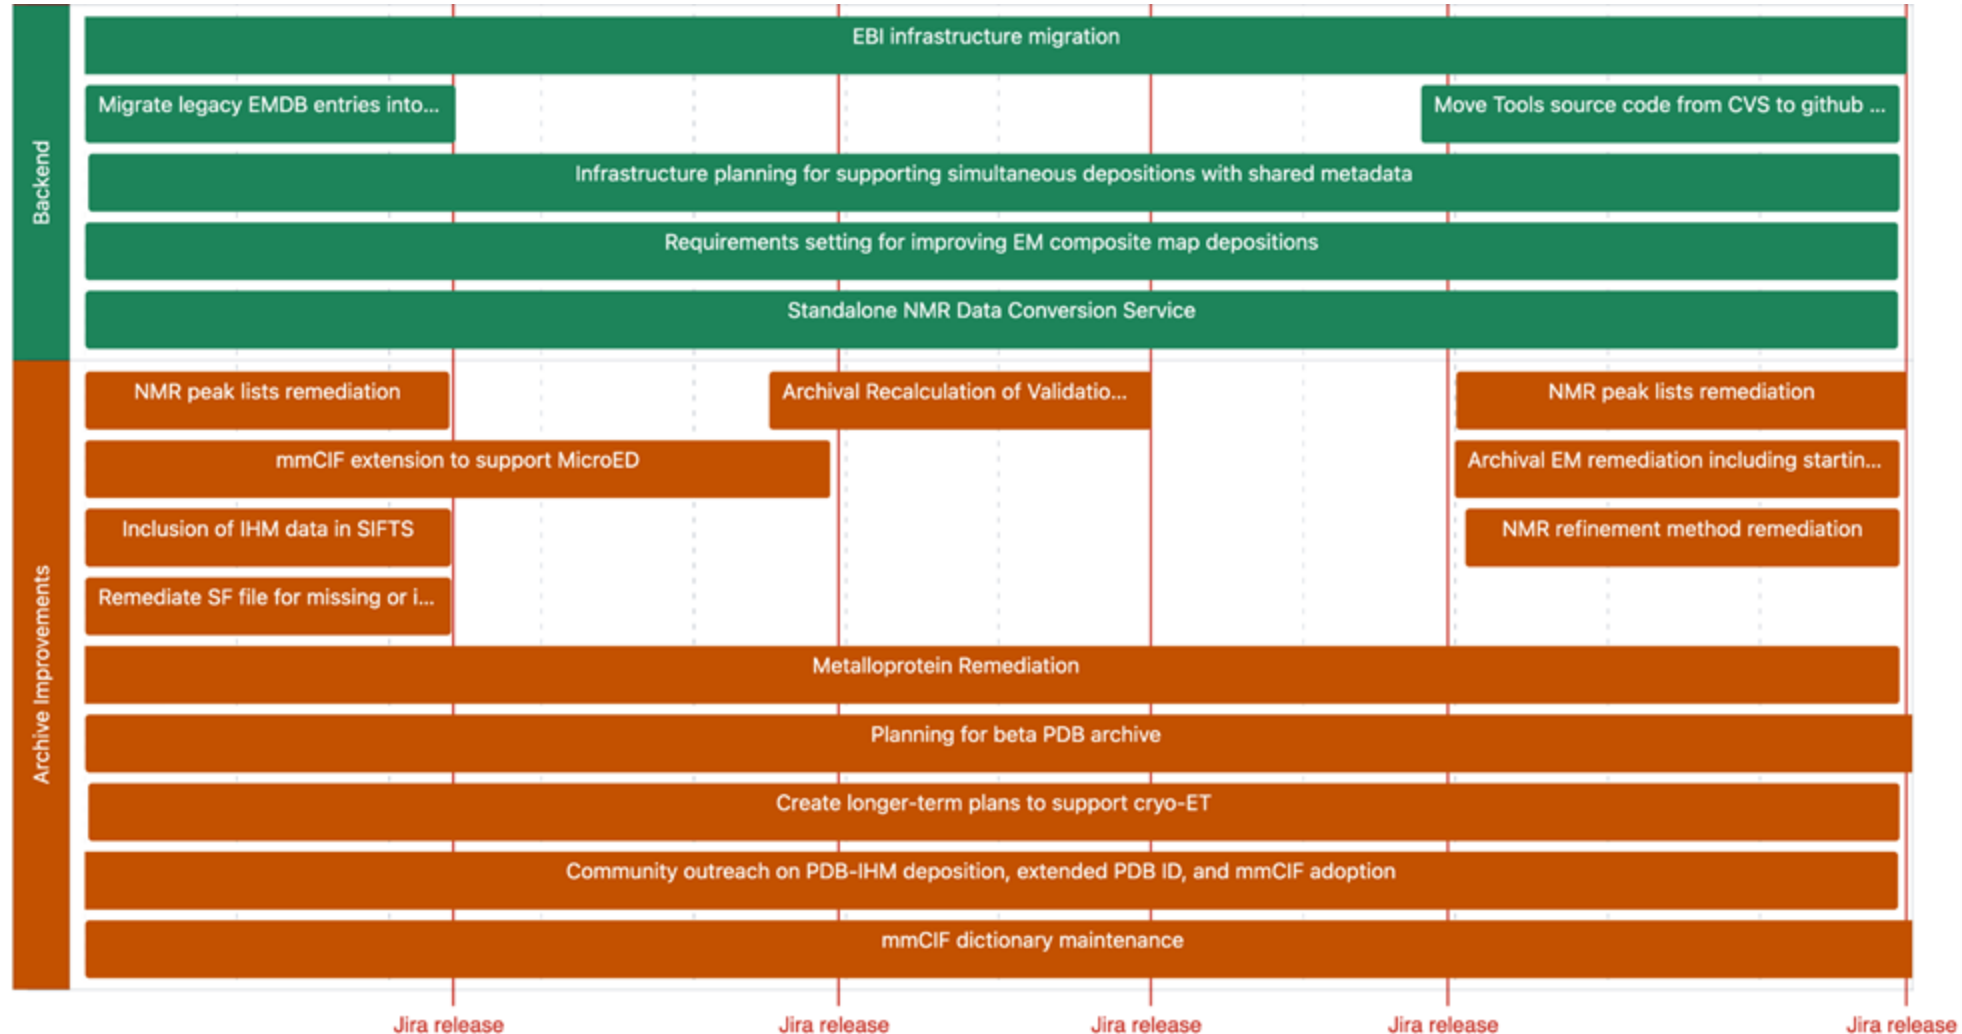 Backend
EBI infrastructure migration
Migrate legacy EMDB entries into...
Move Tools source code from CVS to github ...
Infrastructure planning for supporting simultaneous depositions with shared metadata
Requirements setting for improving EM composite map depositions
Standalone NMR Data Conversion Service
Archive Improvements
NMR peak lists remediation
Archival Recalculation of Validatio...
NMR peak lists remediation
mmCIF extension to support MicroED
Archival EM remediation including startin...
Inclusion of IHM data in SIFTS
NMR refinement method remediation
Remediate SF file for missing or i...
Metalloprotein Remediation
Planning for beta PDB archive
Create longer-term plans to support cryo-ET
Community outreach on PDB-IHM deposition, extended PDB ID, and mmCIF adoption
mmCIF dictionary maintenance
Jira release
Jira release
Jira release
Jira release
Jira release